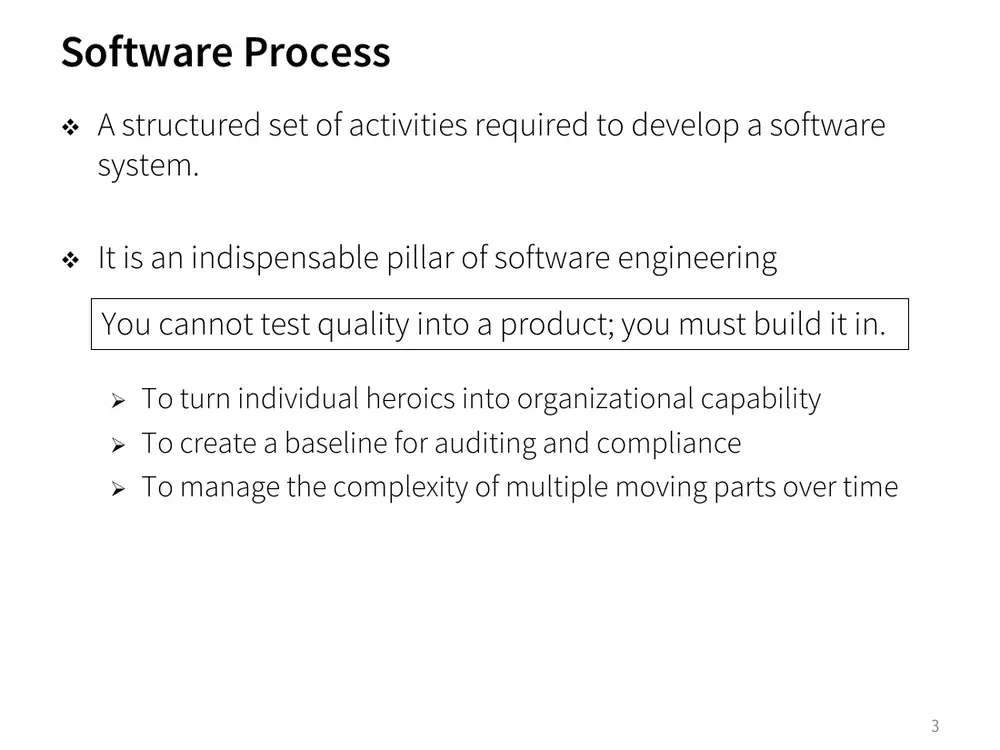 Software Process
❖ A structured set of activities required to develop a software
system.
❖ It is an indispensable pillar of software engineering
You cannot test quality into a product; you must build it in.
➢ To turn individual heroics into organizational capability
➢ To create a baseline for auditing and compliance
➢ To manage the complexity of multiple moving parts over time
3